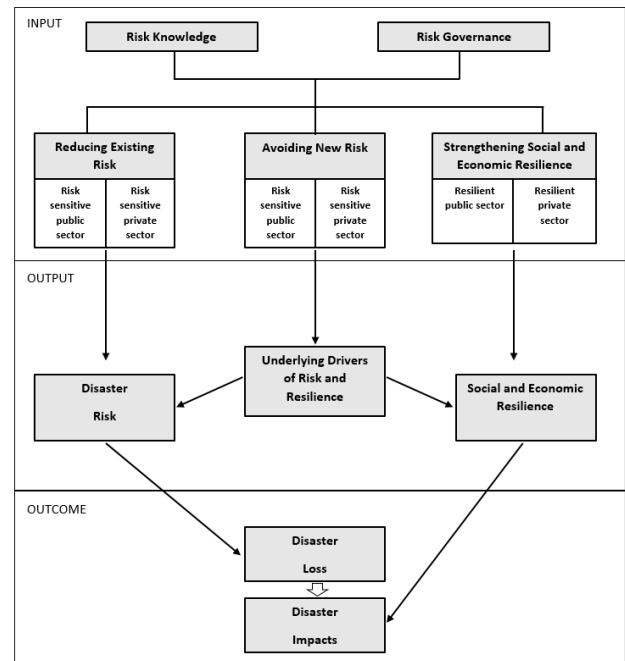 INPUT
Risk Knowledge
Risk Governance
Reducing Existing
Risk
Risk
sensitive
public
sector
Risk
sensitive
private
sector
Avoiding New Risk
Risk
sensitive
public
sector
Risk
sensitive
private
sector
Strengthening Social and
Economic Resilience
Resilient
public sector
Resilient
private
sector
OUTPUT
Underlying Drivers
of Risk and
Resilience
Disaster
Risk
Social and Economic
Resilience
OUTCOME
Disaster
Loss
Disaster
Impacts